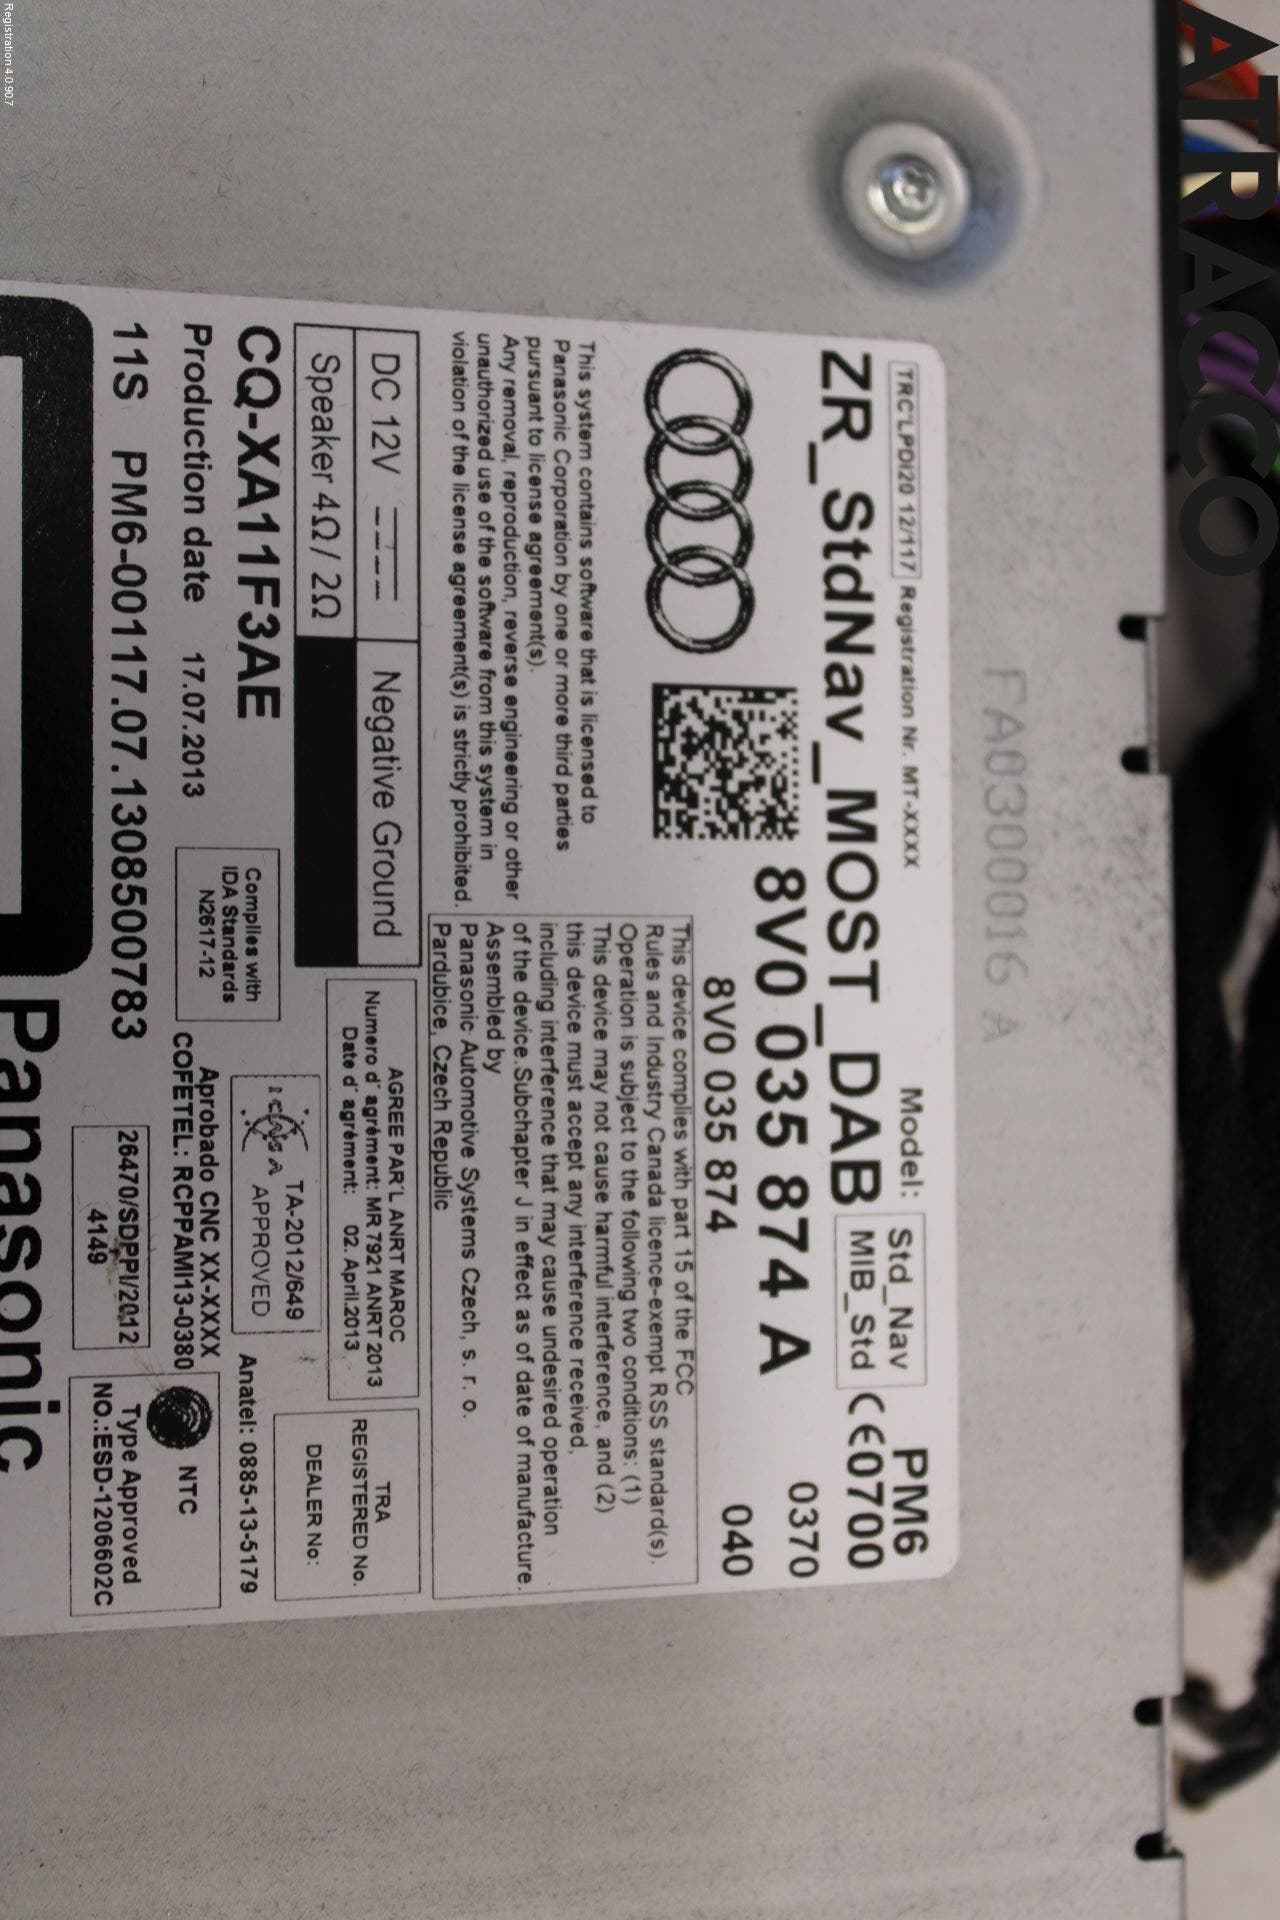 Registration 4.0.90.7
ATRACCO
FA0300016 A
TRC"LPDI20 12/117 Registration Nr. MT-XXXX
Model: Std_Nav PM6
ZR_StdNav_MOST_DAB MIB_Std CE0700
8V0 035 874 A 0370
8V0 035 874 040
This system contains software that is licensed to
Panasonic Corporation by one or more third parties
pursuant to license agreement(s).
Any removal, reproduction, reverse engineering or other
unauthorized use of the software from this system in
violation of the license agreement(s) is strictly prohibited.
This device complies with part 15 of the FCC
Rules and Industry Canada licence-exempt RSS standard(s).
Operation is subject to the following two conditions: (1)
This device may not cause harmful interference, and (2)
this device must accept any interference received,
including interference that may cause undesired operation
of the device.Subchapter J in effect as of date of manufacture.
Assembled by
Panasonic Automotive Systems Czech, s. r. o.
Pardubice, Czech Republic
DC 12V Negative Ground
Speaker 4Ω / 2Ω
AGREE PAR'L ANRT MAROC
Numero d' agrément: MR 7921 ANRT 2013
Date d' agrément: 02. April.2013
TRA
REGISTERED No.
DEALER No:
CQ-XA11F3AE
Production date 17.07.2013
Complies with
IDA Standards
N2617-12
ICASA TA-2012/649
APPROVED
Anatel: 0885-13-5179
Aprobado CNC XX-XXXX
COFETEL: RCPPAMI13-0380
NTC
Type Approved
NO.:ESD-1206602C
11S PM6-00117.07.1308500783
26470/SDPPI/2012
4149
Panasonic